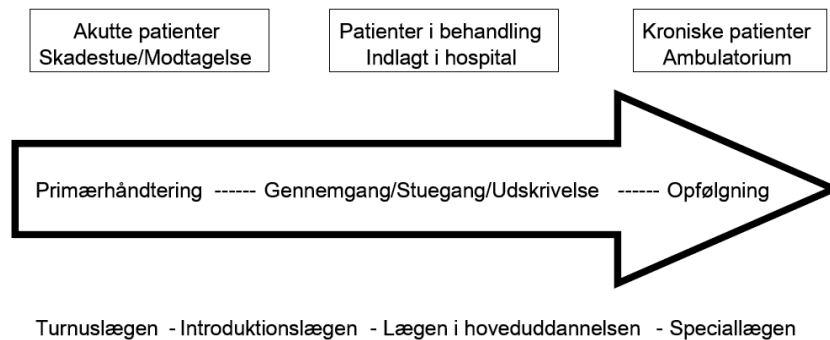 Akutte patienter
Skadestue/Modtagelse
Patienter i behandling
Indlagt i hospital
Kroniske patienter
Ambulatorium
Primærhåndtering ------ Gennemgang/Stuegang/Udskrivelse ------ Opfølgning
Turnuslægen - Introduktionslægen - Lægen i hoveduddannelsen - Speciallægen